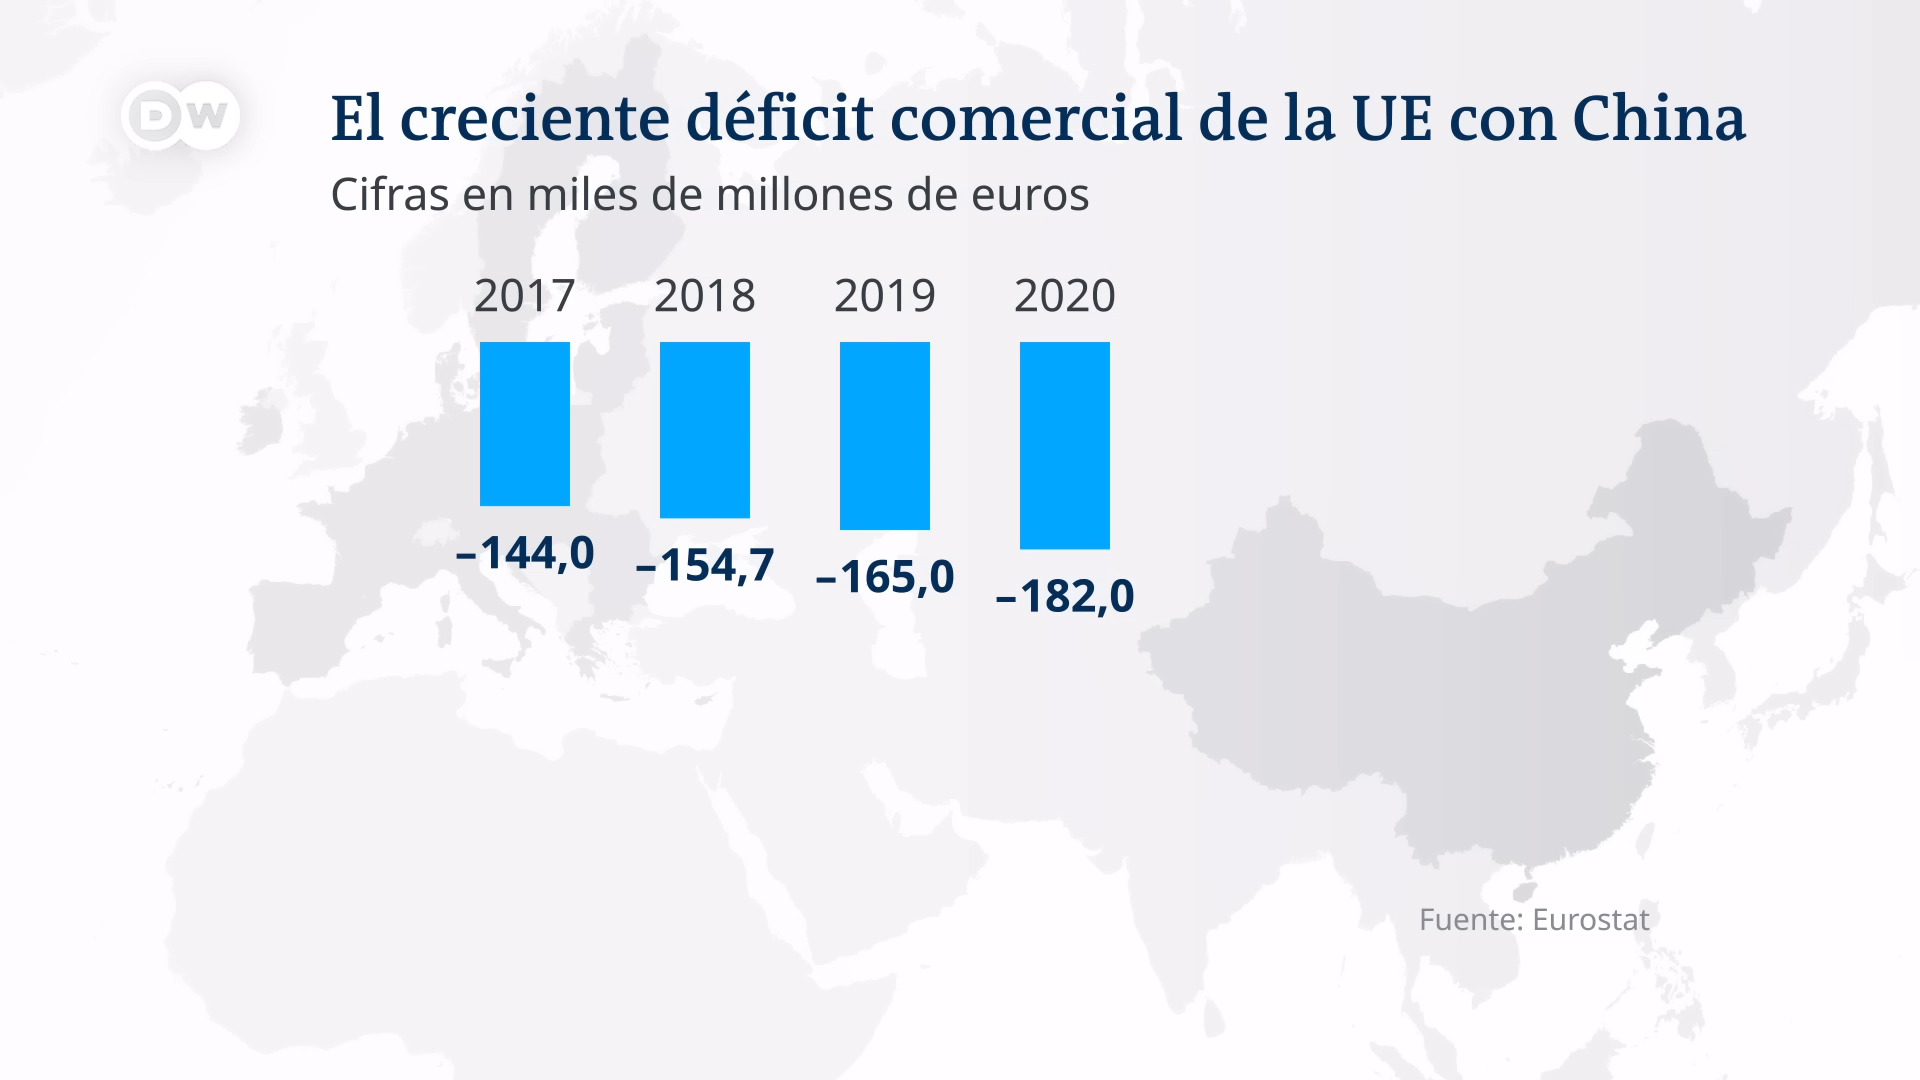 DW
El creciente déficit comercial de la UE con China
Cifras en miles de millones de euros
2017 2018 2019 2020
–144,0 –154,7 –165,0 –182,0
Fuente: Eurostat